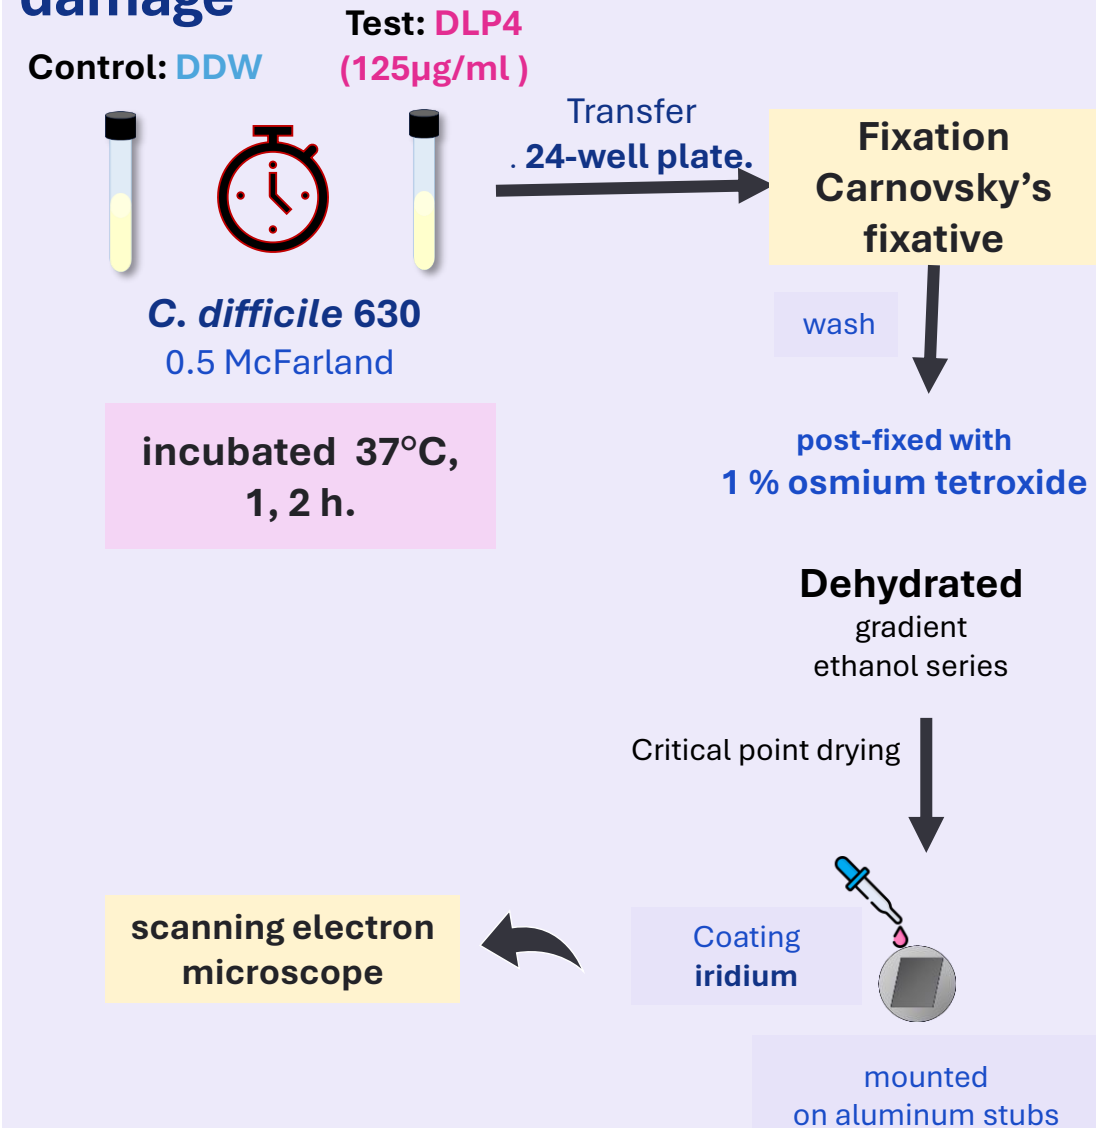 damage
Control: DDW
Test: DLP4
(125µg/ml )
C. difficile 630
0.5 McFarland
incubated  37°C,
1, 2 h.
Transfer
. 24-well plate.
Fixation
Carnovsky’s
fixative
wash
post-fixed with
1 % osmium tetroxide
Dehydrated
gradient
ethanol series
Critical point drying
mounted
on aluminum stubs
Coating
iridium
scanning electron
microscope